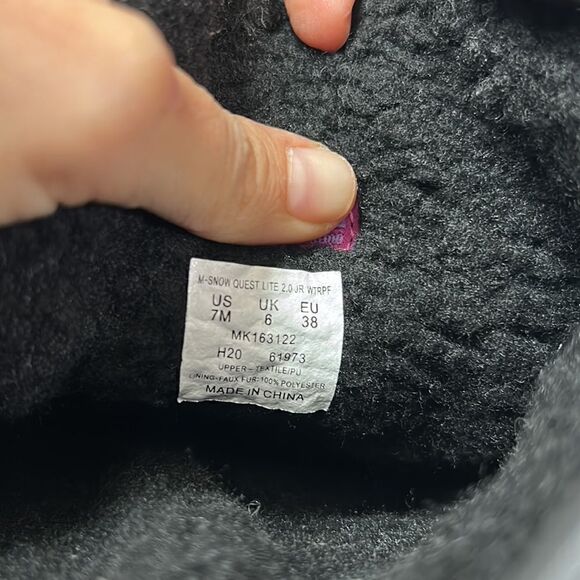 M-SNOW QUEST LITE 2.0 JR WTRPF
US UK EU
7M 6 38
MK163122
H20 61973
UPPER - TEXTILE/PU
LINING-FAUX FUR: 100% POLYESTER
MADE IN CHINA